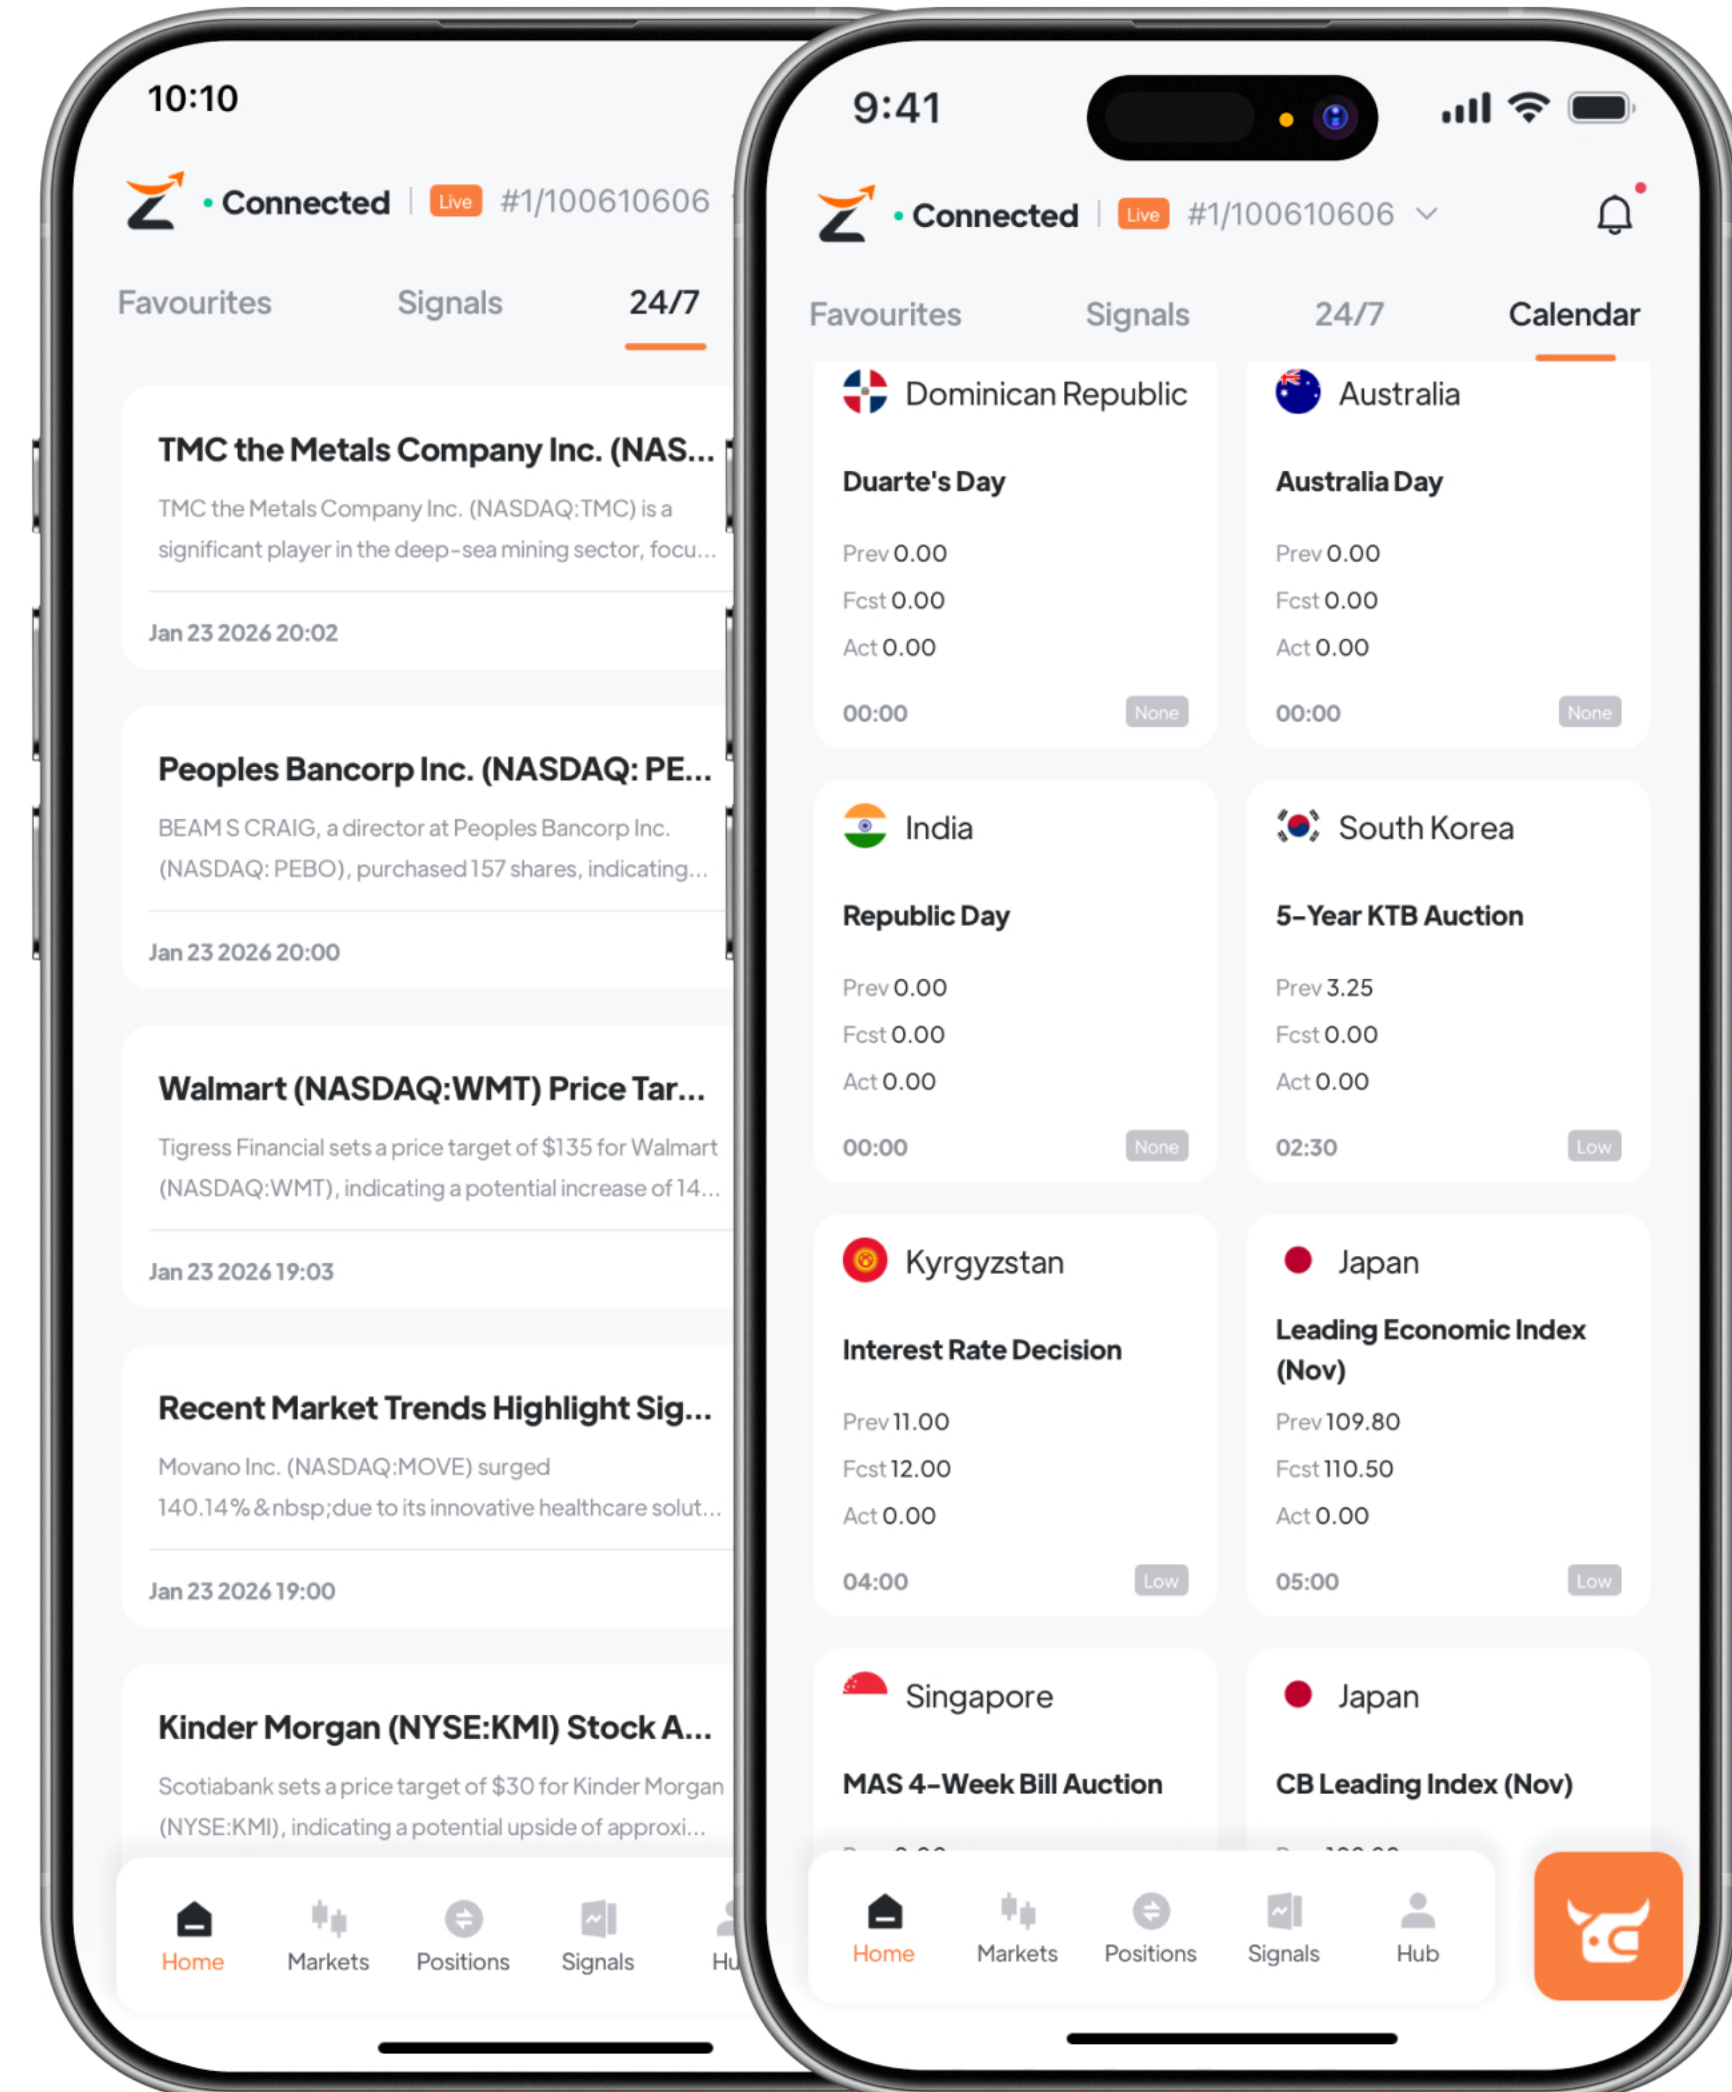 10:10
Connected
Live
#1/100610606
Favourites
Signals
24/7
TMC the Metals Company Inc. (NAS...
TMC the Metals Company Inc. (NASDAQ:TMC) is a
significant player in the deep-sea mining sector, focu...
Jan 23 2026 20:02
Peoples Bancorp Inc. (NASDAQ: PE...
BEAM S CRAIG, a director at Peoples Bancorp Inc.
(NASDAQ: PEBO), purchased 157 shares, indicating...
Jan 23 2026 20:00
Walmart (NASDAQ:WMT) Price Tar...
Tigress Financial sets a price target of $135 for Walmart
(NASDAQ:WMT), indicating a potential increase of 14...
Jan 23 2026 19:03
Recent Market Trends Highlight Sig...
Movano Inc. (NASDAQ:MOVE) surged
140.14%&nbsp;due to its innovative healthcare solut...
Jan 23 2026 19:00
Kinder Morgan (NYSE:KMI) Stock A...
Scotiabank sets a price target of $30 for Kinder Morgan
(NYSE:KMI), indicating a potential upside of approxi...
Home
Markets
Positions
Signals
9:41
Connected
Live
#1/100610606
Favourites
Signals
24/7
Calendar
Dominican Republic
Duarte's Day
Prev 0.00
Fcst 0.00
Act 0.00
00:00
None
Australia
Australia Day
Prev 0.00
Fcst 0.00
Act 0.00
00:00
None
India
Republic Day
Prev 0.00
Fcst 0.00
Act 0.00
00:00
None
South Korea
5-Year KTB Auction
Prev 3.25
Fcst 0.00
Act 0.00
02:30
Low
Kyrgyzstan
Interest Rate Decision
Prev 11.00
Fcst 12.00
Act 0.00
04:00
Low
Japan
Leading Economic Index
(Nov)
Prev 109.80
Fcst 110.50
Act 0.00
05:00
Low
Singapore
MAS 4-Week Bill Auction
Japan
CB Leading Index (Nov)
Home
Markets
Positions
Signals
Hub